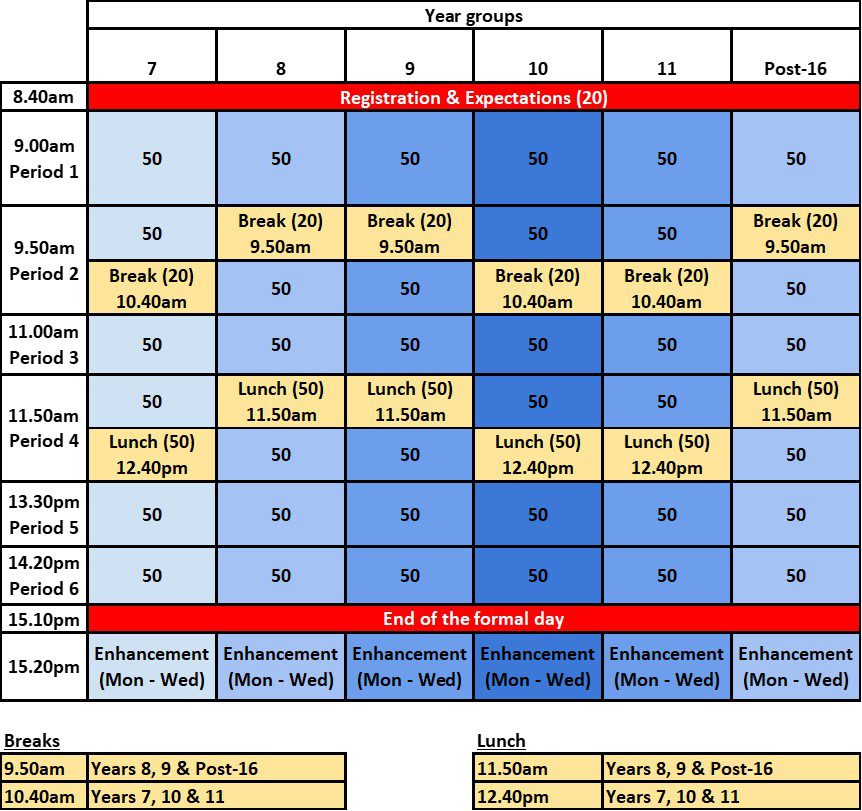 Year groups
7 8 9 10 11 Post-16
8.40am Registration & Expectations (20)
9.00am
Period 1
50 50 50 50 50 50
9.50am
Period 2
50 Break (20) Break (20) 50 50 Break (20)
9.50am 9.50am 9.50am
Break (20) 50 50 Break (20) Break (20) 50
10.40am 10.40am 10.40am
11.00am
Period 3
50 50 50 50 50 50
11.50am
Period 4
50 Lunch (50) Lunch (50) 50 50 Lunch (50)
11.50am 11.50am 11.50am
Lunch (50) 50 50 Lunch (50) Lunch (50) 50
12.40pm 12.40pm 12.40pm
13.30pm
Period 5
50 50 50 50 50 50
14.20pm
Period 6
50 50 50 50 50 50
15.10pm End of the formal day
15.20pm
Enhancement Enhancement Enhancement Enhancement Enhancement Enhancement
(Mon - Wed) (Mon - Wed) (Mon - Wed) (Mon - Wed) (Mon - Wed) (Mon - Wed)
Breaks
9.50am Years 8, 9 & Post-16
10.40am Years 7, 10 & 11
Lunch
11.50am Years 8, 9 & Post-16
12.40pm Years 7, 10 & 11